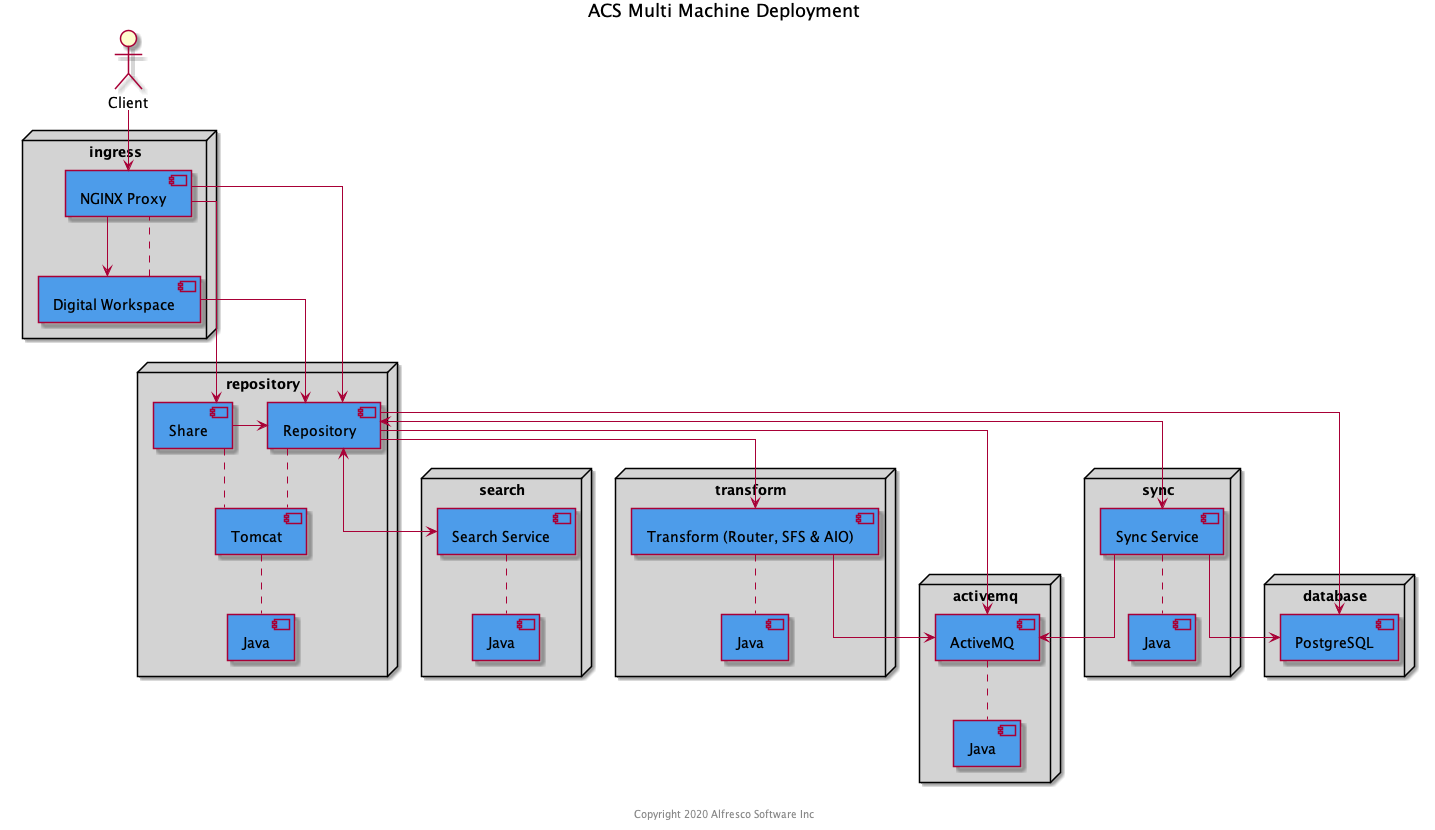 ACS Multi Machine Deployment
Client
ingress
NGINX Proxy
Digital Workspace
repository
Share
Repository
Tomcat
Java
search
Search Service
Java
transform
Transform (Router, SFS & AIO)
Java
activemq
ActiveMQ
Java
sync
Sync Service
Java
database
PostgreSQL
Copyright 2020 Alfresco Software Inc